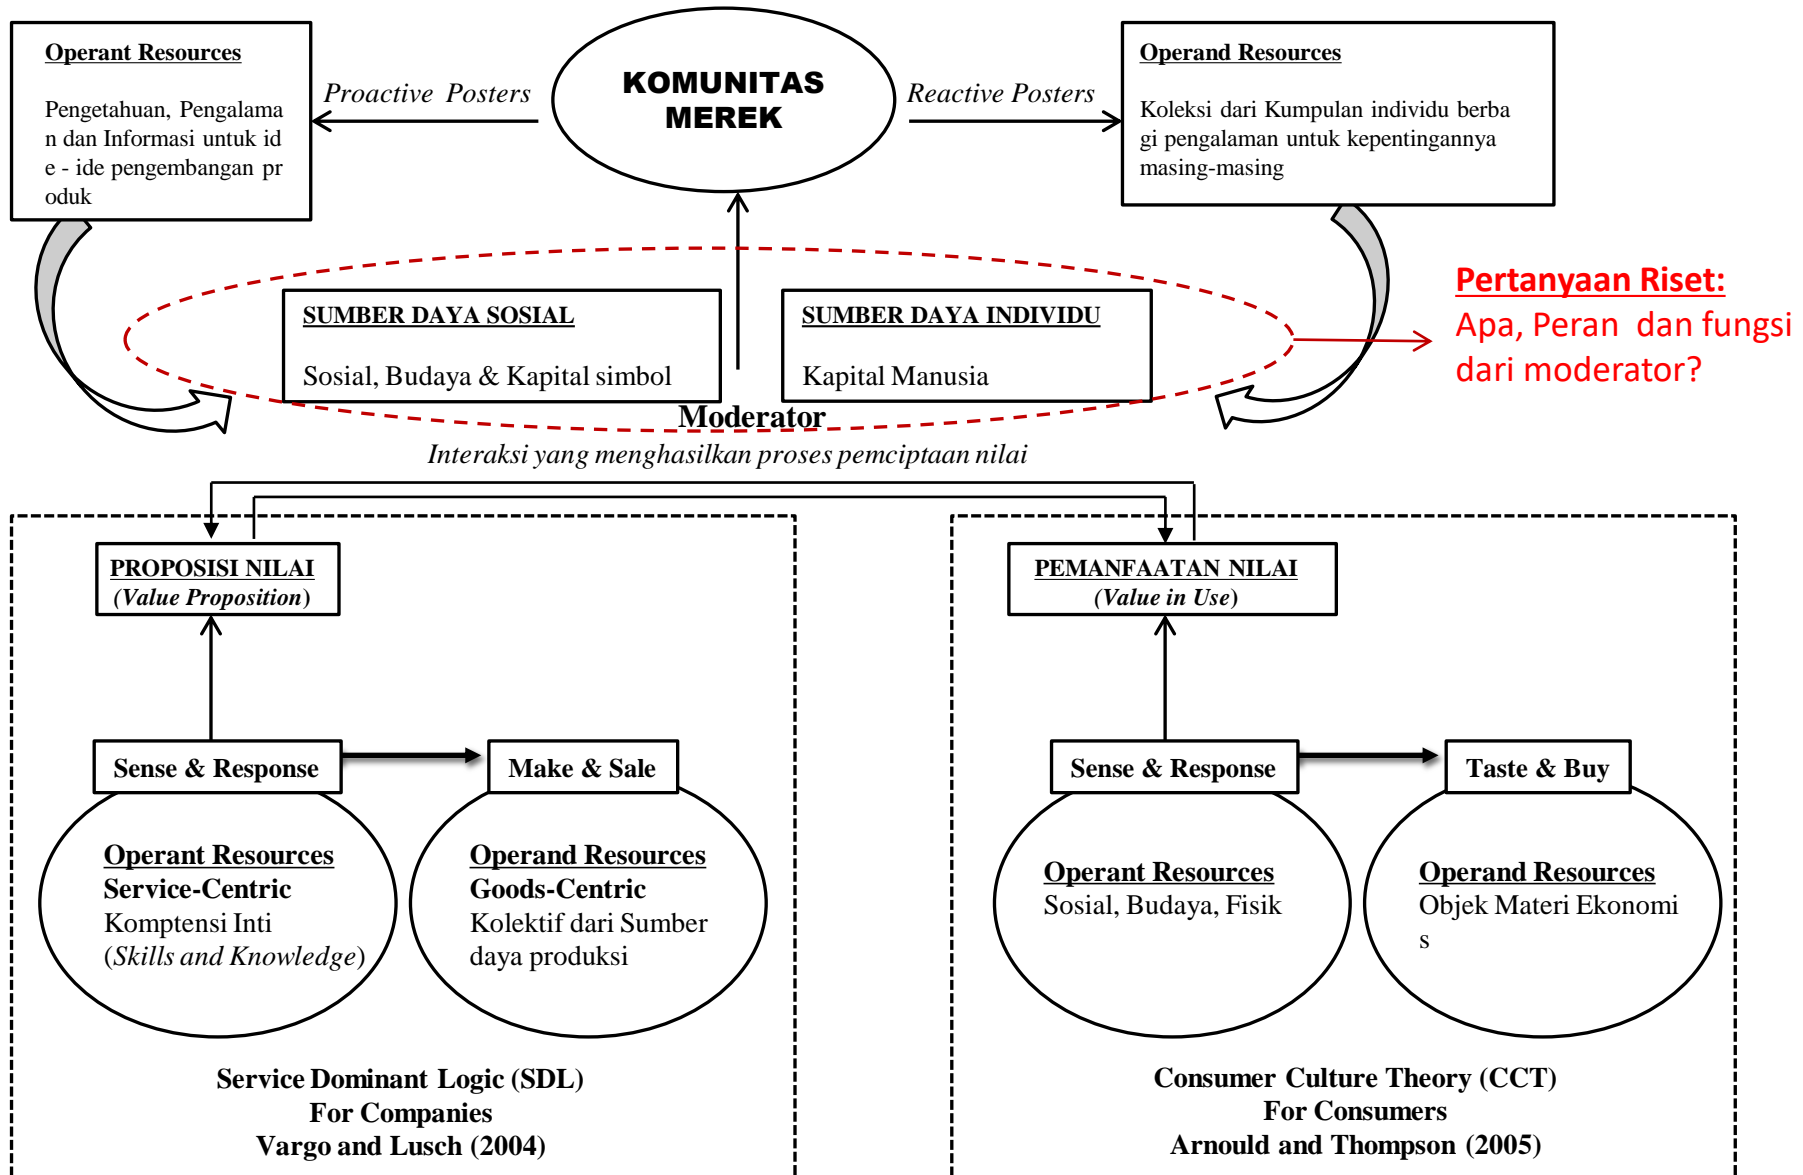 Operant Resources
Pengetahuan, Pengalama
n dan Informasi untuk id
e - ide pengembangan pr
oduk
Proactive Posters
KOMUNITAS
MEREK
Reactive Posters
Operand Resources
Koleksi dari Kumpulan individu berba
gi pengalaman untuk kepentingannya
masing-masing
SUMBER DAYA SOSIAL
Sosial, Budaya & Kapital simbol
SUMBER DAYA INDIVIDU
Kapital Manusia
Pertanyaan Riset:
Apa, Peran dan fungsi
dari moderator?
Moderator
Interaksi yang menghasilkan proses pemciptaan nilai
PROPOSISI NILAI
(Value Proposition)
PEMANFAATAN NILAI
(Value in Use)
Sense & Response
Make & Sale
Sense & Response
Taste & Buy
Operant Resources
Service-Centric
Komptensi Inti
(Skills and Knowledge)
Operand Resources
Goods-Centric
Kolektif dari Sumber
daya produksi
Operant Resources
Sosial, Budaya, Fisik
Operand Resources
Objek Materi Ekonomi
s
Service Dominant Logic (SDL)
For Companies
Vargo and Lusch (2004)
Consumer Culture Theory (CCT)
For Consumers
Arnould and Thompson (2005)